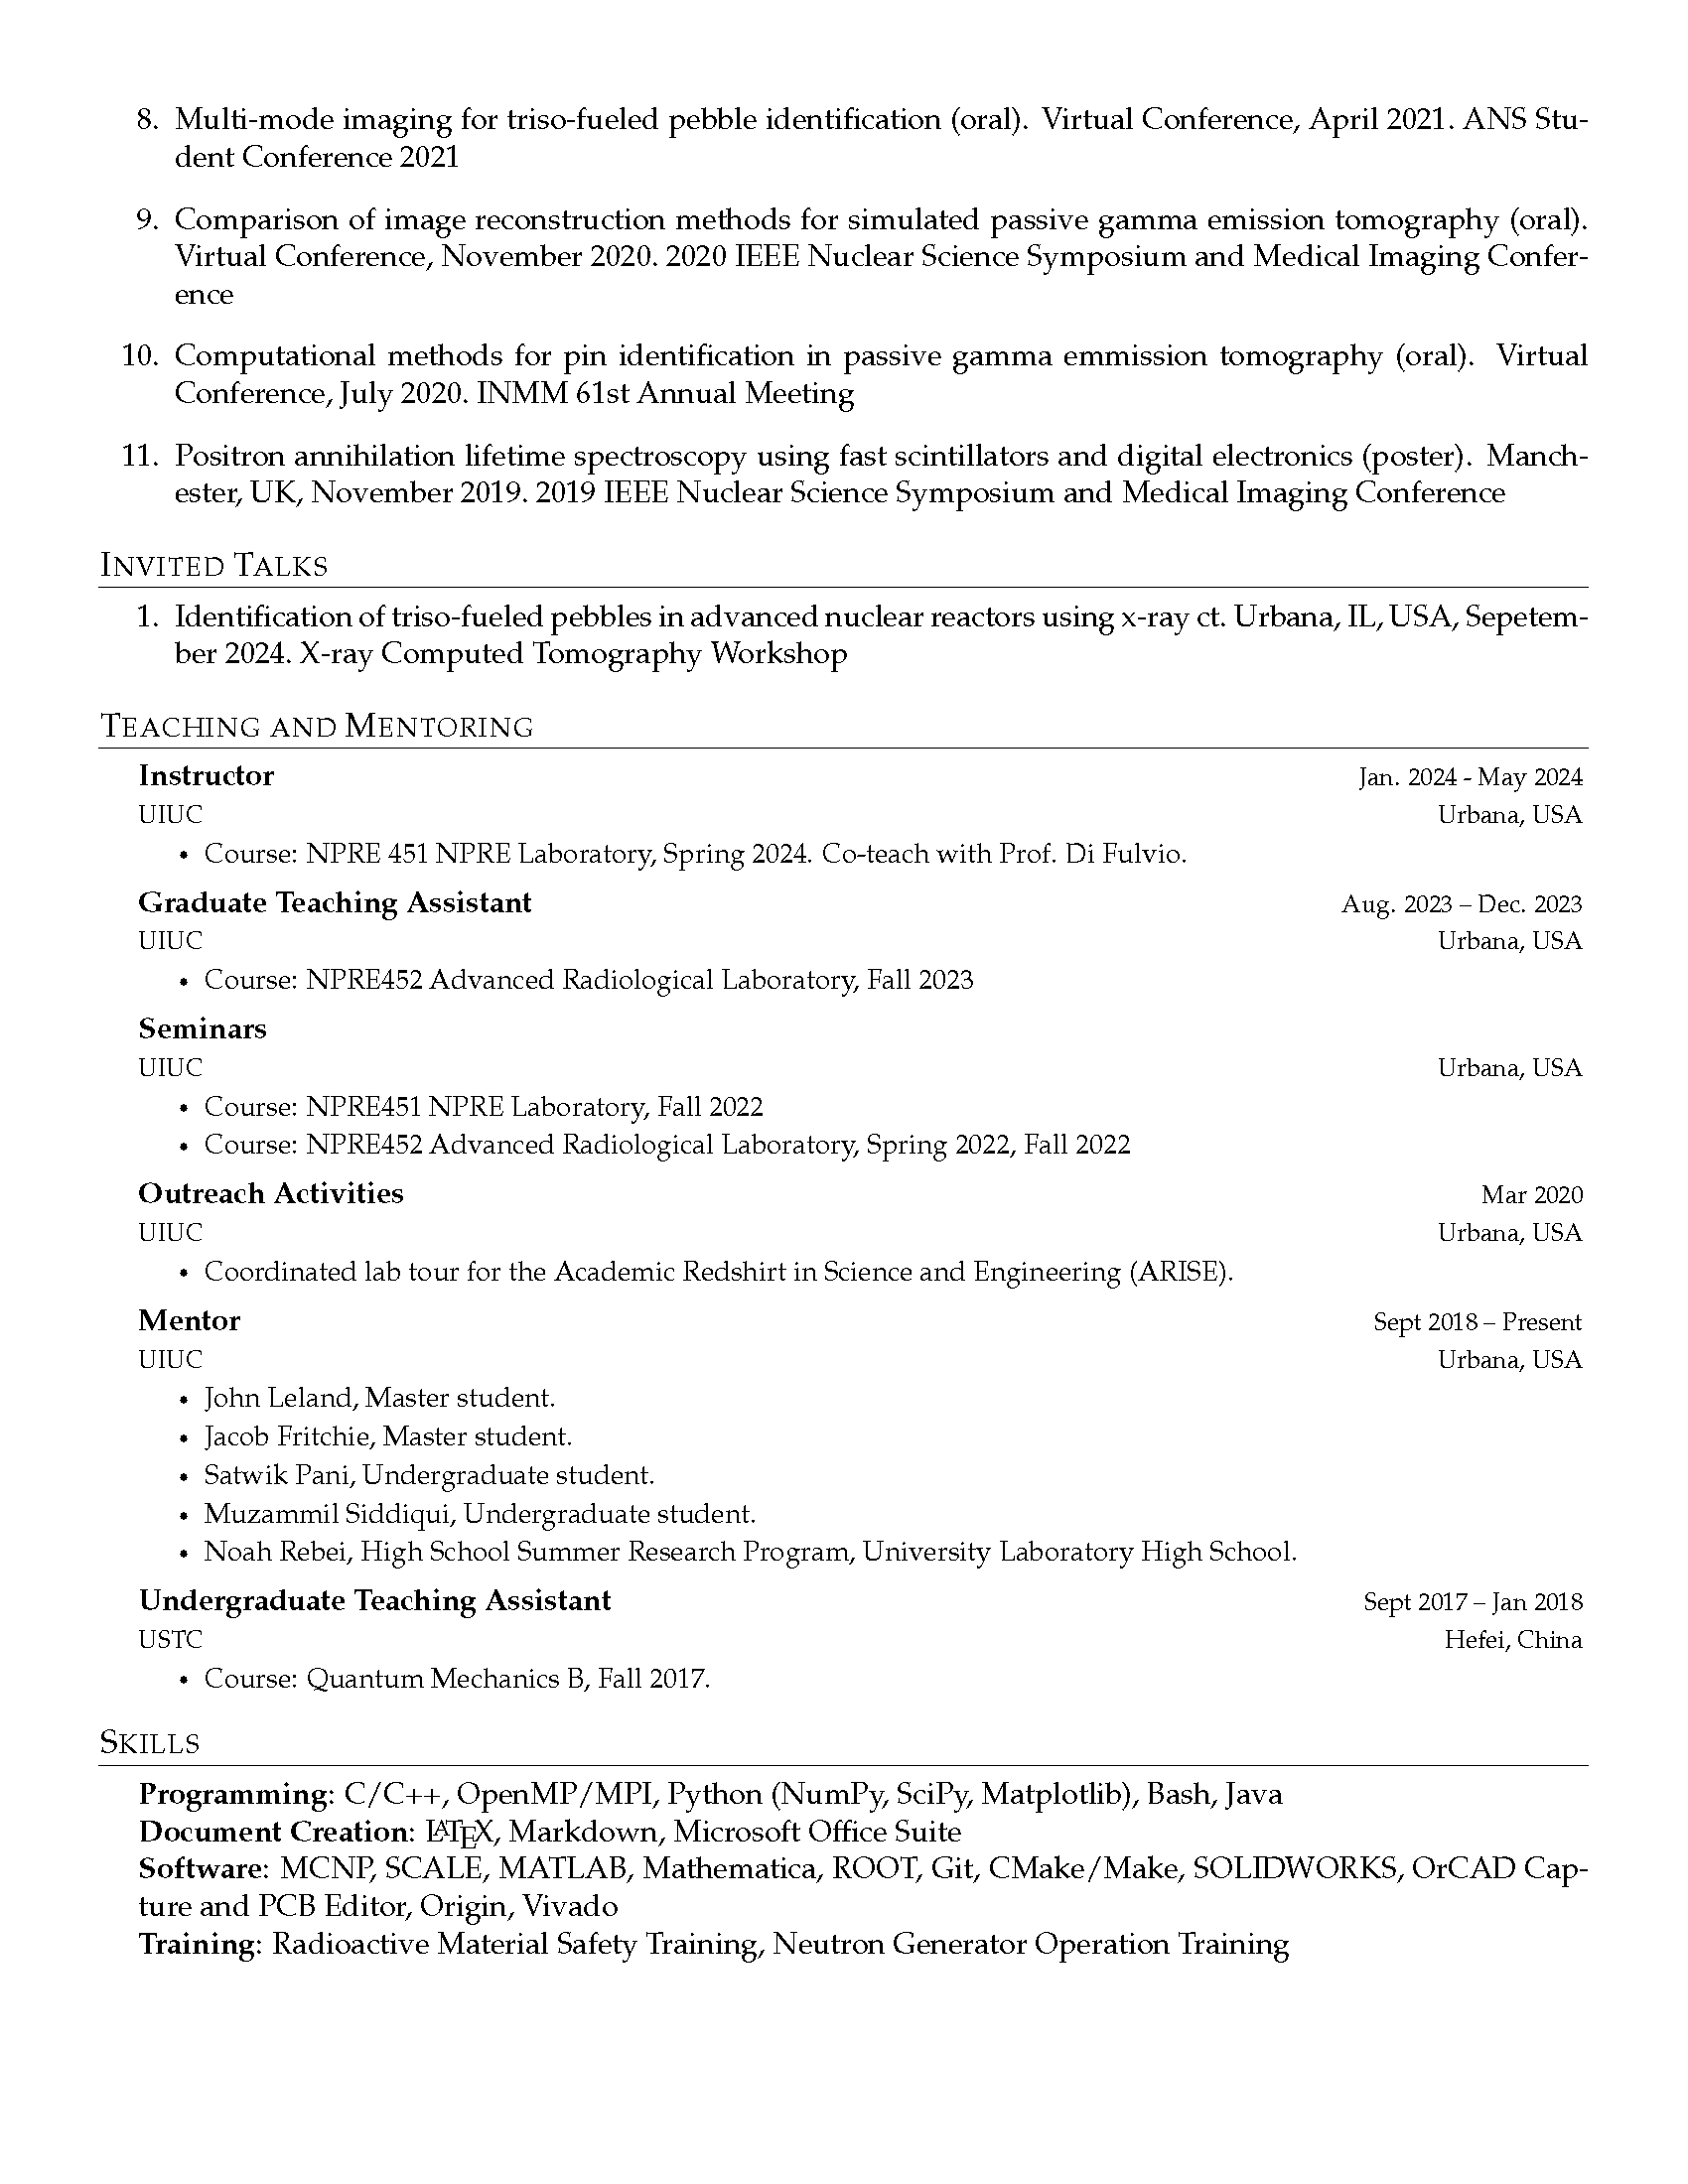 8. Multi-mode imaging for triso-fueled pebble identification (oral). Virtual Conference, April 2021. ANS Stu-
dent Conference 2021
9. Comparison of image reconstruction methods for simulated passive gamma emission tomography (oral).
Virtual Conference, November 2020. 2020 IEEE Nuclear Science Symposium and Medical Imaging Confer-
ence
10. Computational methods for pin identification in passive gamma emmission tomography (oral). Virtual
Conference, July 2020. INMM 61st Annual Meeting
11. Positron annihilation lifetime spectroscopy using fast scintillators and digital electronics (poster). Manch-
ester, UK, November 2019. 2019 IEEE Nuclear Science Symposium and Medical Imaging Conference
INVITED TALKS
1. Identification of triso-fueled pebbles in advanced nuclear reactors using x-ray ct. Urbana, IL, USA, Sepetem-
ber 2024. X-ray Computed Tomography Workshop
TEACHING AND MENTORING
Instructor Jan. 2024 - May 2024
UIUC Urbana, USA
• Course: NPRE 451 NPRE Laboratory, Spring 2024. Co-teach with Prof. Di Fulvio.
Graduate Teaching Assistant Aug. 2023 – Dec. 2023
UIUC Urbana, USA
• Course: NPRE452 Advanced Radiological Laboratory, Fall 2023
Seminars
UIUC Urbana, USA
• Course: NPRE451 NPRE Laboratory, Fall 2022
• Course: NPRE452 Advanced Radiological Laboratory, Spring 2022, Fall 2022
Outreach Activities Mar 2020
UIUC Urbana, USA
• Coordinated lab tour for the Academic Redshirt in Science and Engineering (ARISE).
Mentor Sept 2018 – Present
UIUC Urbana, USA
• John Leland, Master student.
• Jacob Fritchie, Master student.
• Satwik Pani, Undergraduate student.
• Muzammil Siddiqui, Undergraduate student.
• Noah Rebei, High School Summer Research Program, University Laboratory High School.
Undergraduate Teaching Assistant Sept 2017 – Jan 2018
USTC Hefei, China
• Course: Quantum Mechanics B, Fall 2017.
SKILLS
Programming: C/C++, OpenMP/MPI, Python (NumPy, SciPy, Matplotlib), Bash, Java
Document Creation: LATEX, Markdown, Microsoft Office Suite
Software: MCNP, SCALE, MATLAB, Mathematica, ROOT, Git, CMake/Make, SOLIDWORKS, OrCAD Cap-
ture and PCB Editor, Origin, Vivado
Training: Radioactive Material Safety Training, Neutron Generator Operation Training